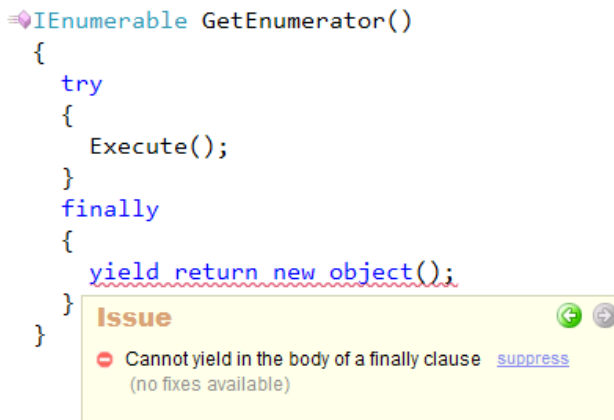 IEnumerable GetEnumerator()
{
try
{
Execute();
}
finally
{
yield return new object();
}
}
Issue
Cannot yield in the body of a finally clause suppress
(no fixes available)